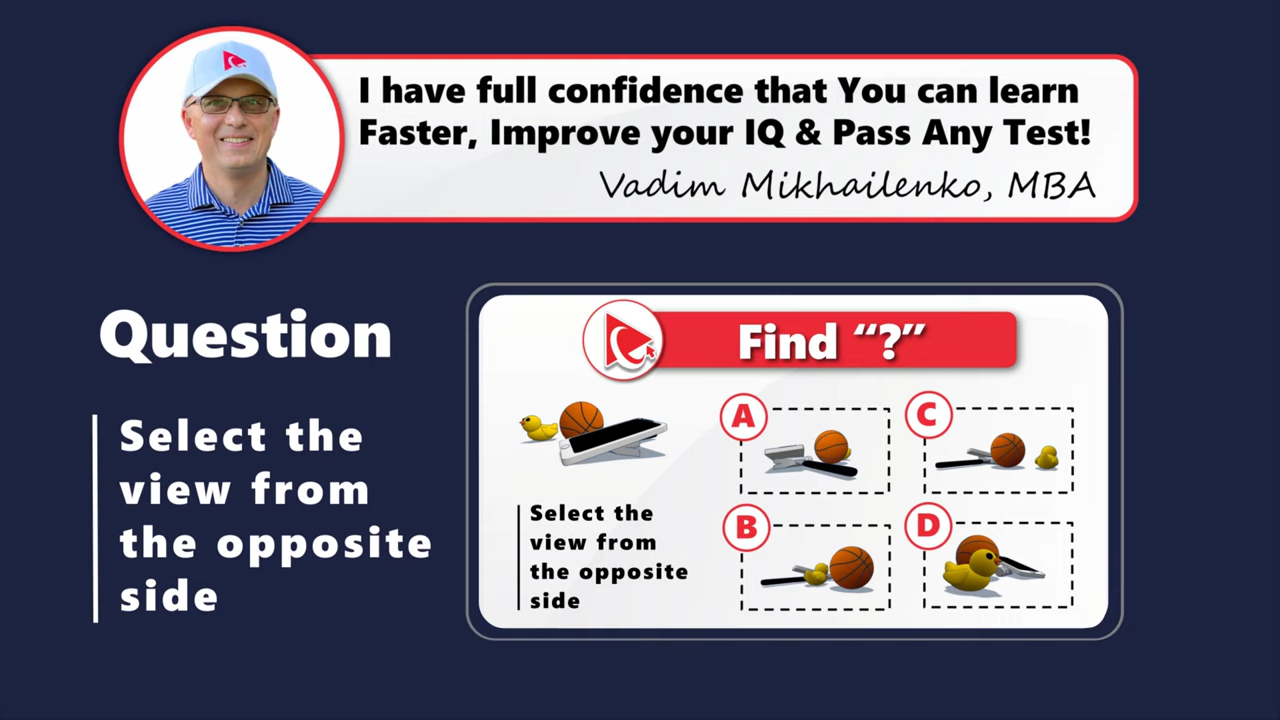 I have full confidence that You can learn
Faster, Improve your IQ & Pass Any Test!
Vadim Mikhailenko, MBA
Question
Select the
view from
the opposite
side
Find “?”
Select the
view from
the opposite
side
A
B
C
D